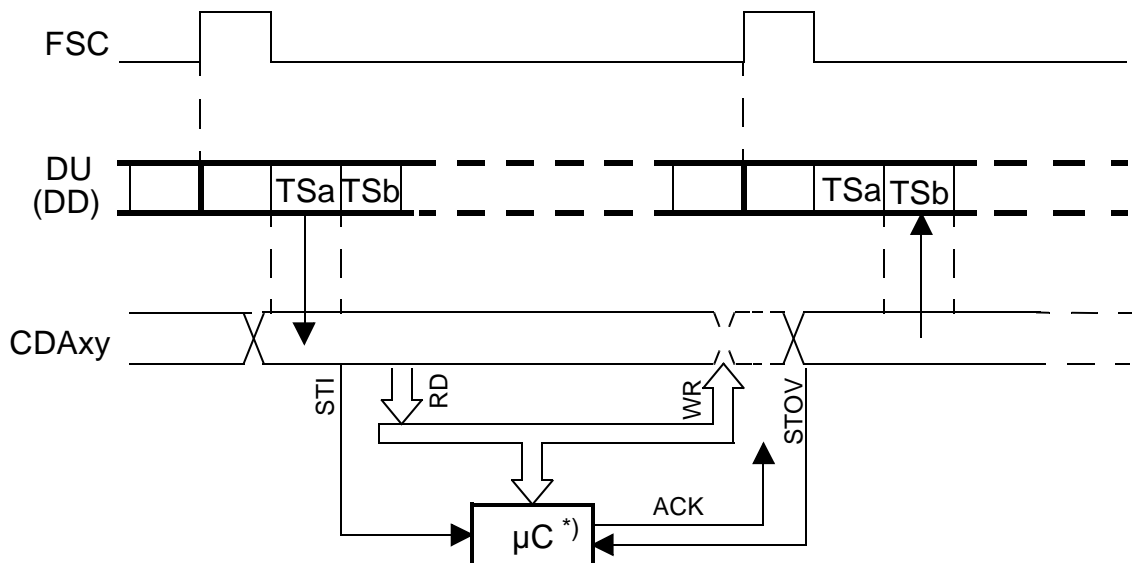 FSC
DU
(DD)
TSa TSb
TSa TSb
CDAxy
STI
RD
WR
STOV
ACK
µC *)